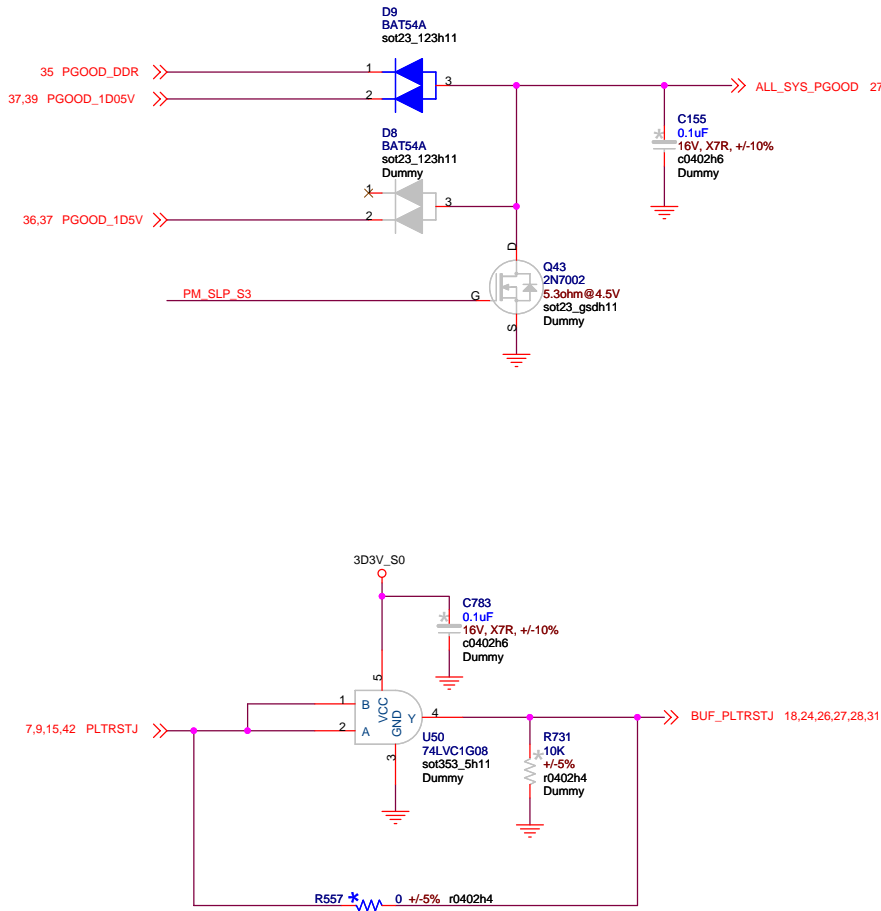 D9
BAT54A
sot23_123h11
35 PGOOD_DDR
1
3
37,39 PGOOD_1D05V
2
ALL_SYS_PGOOD 27
C155
0.1uF
16V, X7R, +/-10%
c0402h6
Dummy
D8
BAT54A
sot23_123h11
Dummy
1
3
36,37 PGOOD_1D5V
2
D
Q43
2N7002
5.3ohm@4.5V
sot23_gsdh11
Dummy
PM_SLP_S3
G
S
3D3V_S0
C783
0.1uF
16V, X7R, +/-10%
c0402h6
Dummy
5
1
B
VCC
GND
Y
4
7,9,15,42 PLTRSTJ
2
A
3
U50
74LVC1G08
sot353_5h11
Dummy
BUF_PLTRSTJ 18,24,26,27,28,31
R731
10K
+/-5%
r0402h4
Dummy
R557 * 0 +/-5% r0402h4